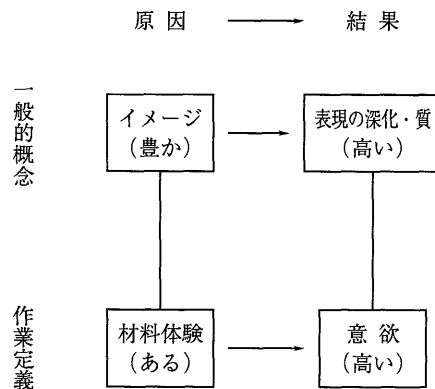 原因
結果
一般的概念
イメージ
(豊か)
表現の深化・質
(高い)
作業定義
材料体験
(ある)
意欲
(高い)